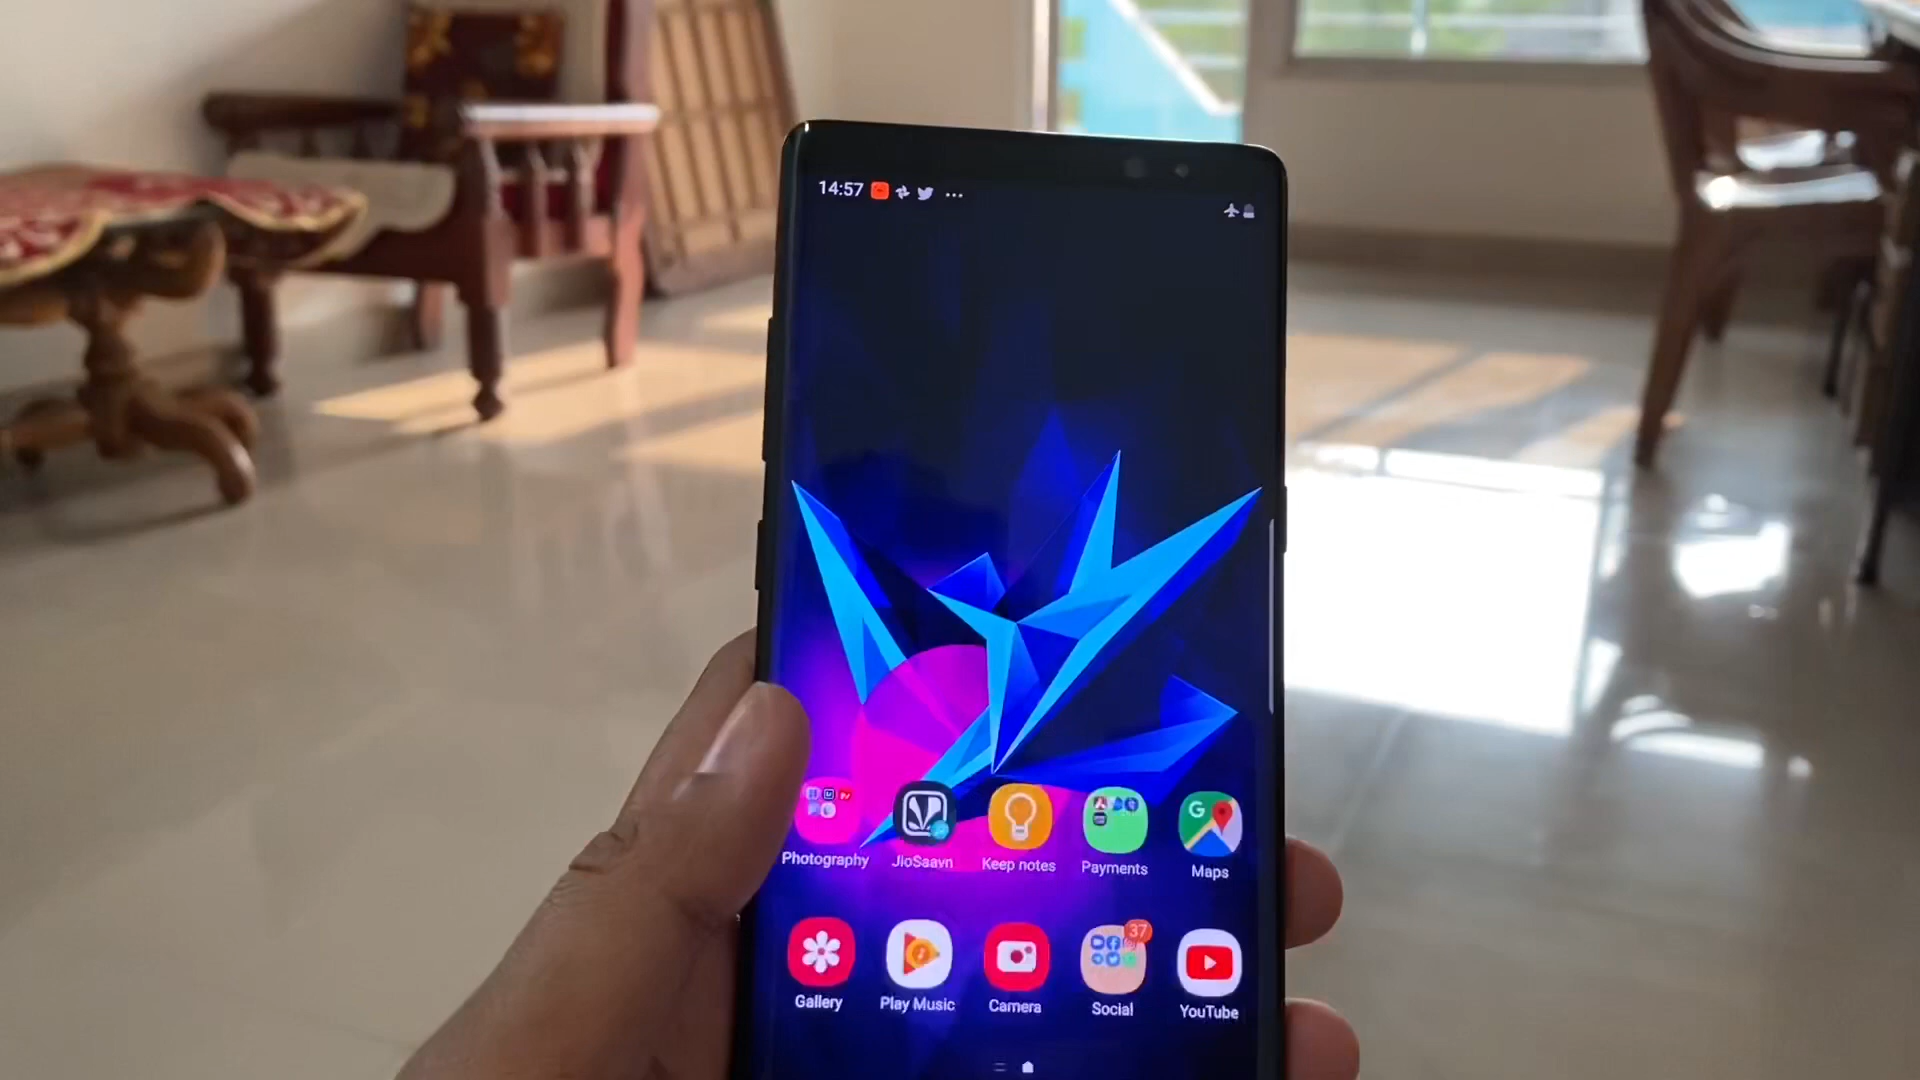 14:57
Photography JioSaavn Keep notes Payments Maps
37
Gallery Play Music Camera Social YouTube